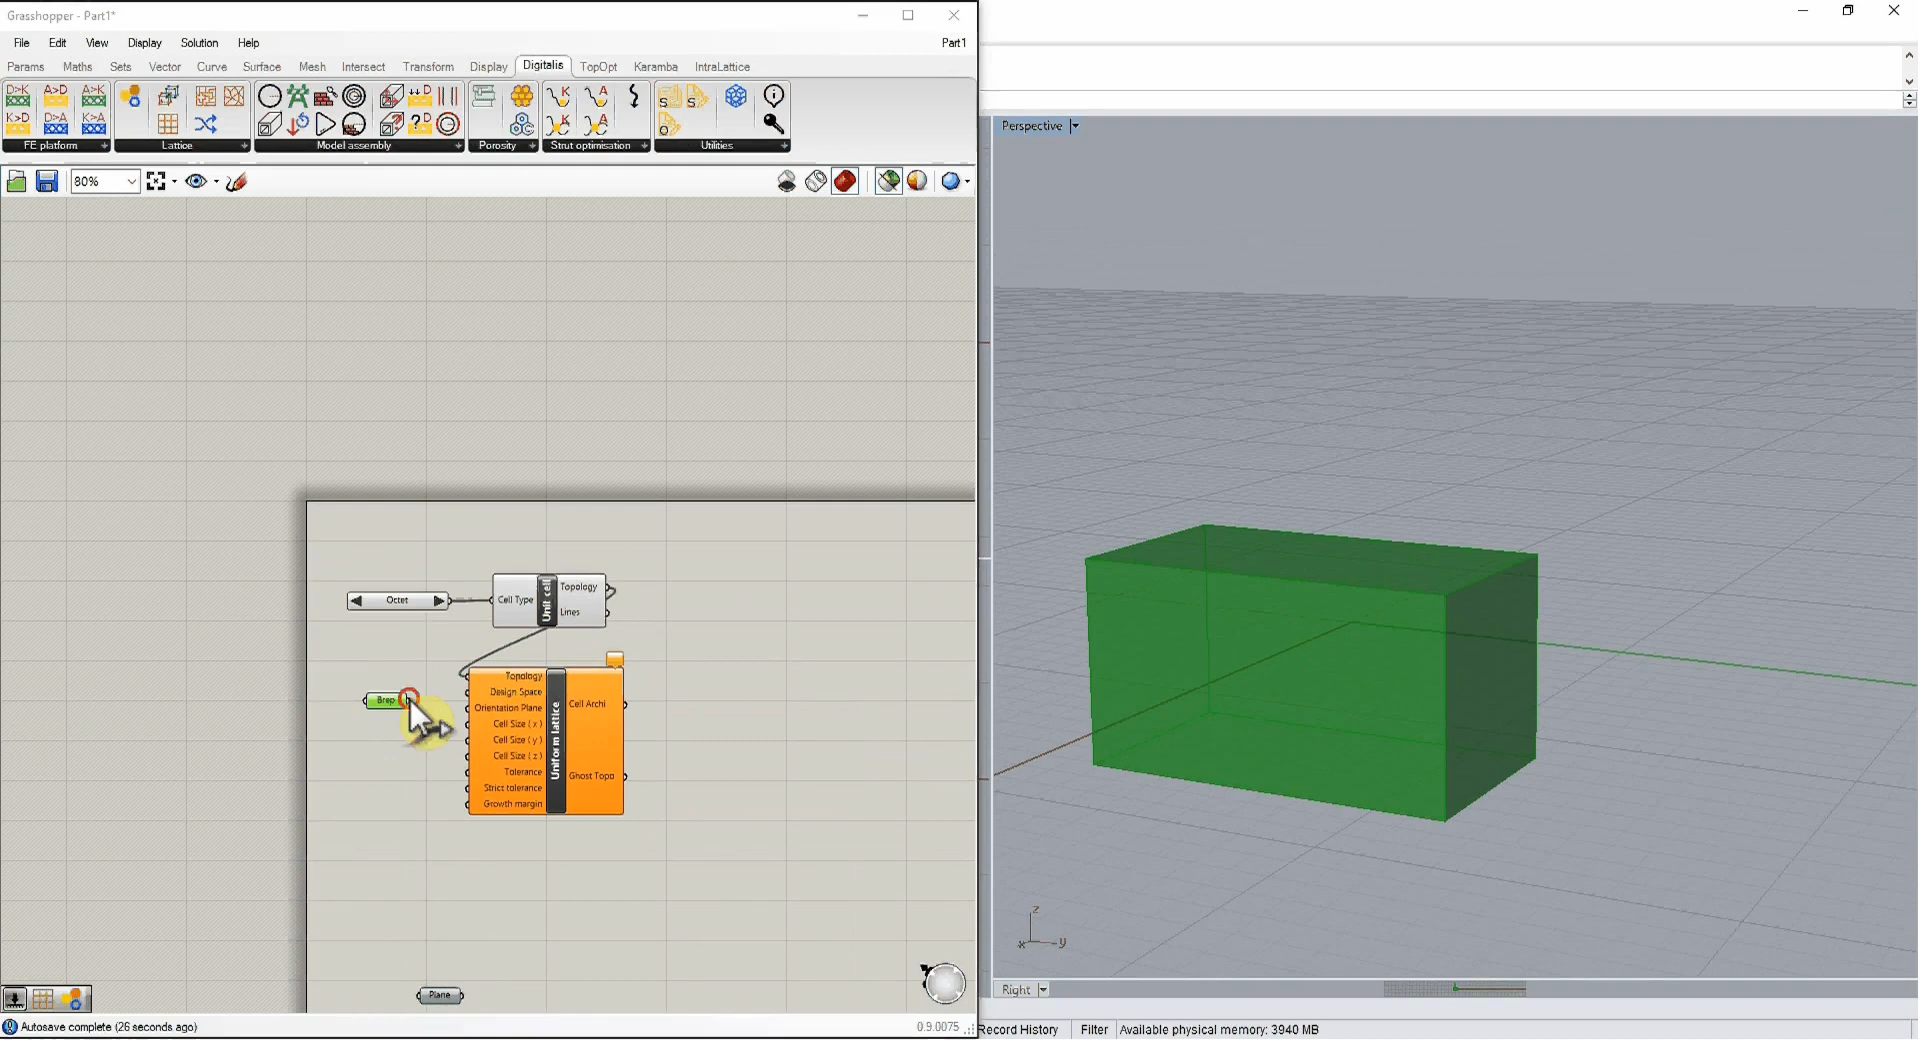 Grasshopper - Part1*
File Edit View Display Solution Help Part1
Params Maths Sets Vector Curve Surface Mesh Intersect Transform Display Digitalis TopOpt Karamba IntraLattice
D>K A>D A>K K A S S
K>D D>A K>A ?D K A O
FE platform Lattice Model assembly Porosity Strut optimisation Utilities
80%
Perspective
Octet
Cell Type
Unit cell
Topology
Lines
Brep
Topology
Design Space
Orientation Plane
Cell Size ( x )
Cell Size ( y )
Cell Size ( z )
Tolerance
Strict tolerance
Growth margin
Uniform lattice
Cell Archi
Ghost Topo
Plane
z
x y
Right
Autosave complete (26 seconds ago) 0.9.0075
Record History Filter Available physical memory: 3940 MB